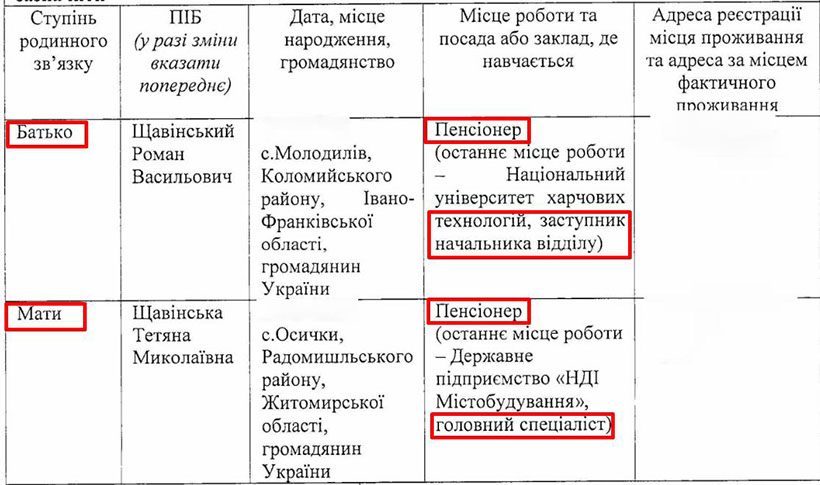 Ступінь
родинного
зв’язку
ПІБ
(у разі зміни
вказати
попереднє)
Дата, місце
народження,
громадянство
Місце роботи та
посада або заклад, де
навчається
Адреса реєстрації
місця проживання
та адреса за місцем
фактичного
проживання
Батько
Щавінський
Роман
Васильович
с.Молодилів,
Коломийського
району, Івано-
Франківської
області,
громадянин
України
Пенсіонер
(останнє місце роботи
– Національний
університет харчових
технологій, заступник
начальника відділу)
Мати
Щавінська
Тетяна
Миколаївна
с.Осички,
Радомишльського
району,
Житомирської
області,
громадянин
України
Пенсіонер
(останнє місце роботи
– Державне
підприємство «НДІ
Містобудування»,
головний спеціаліст)